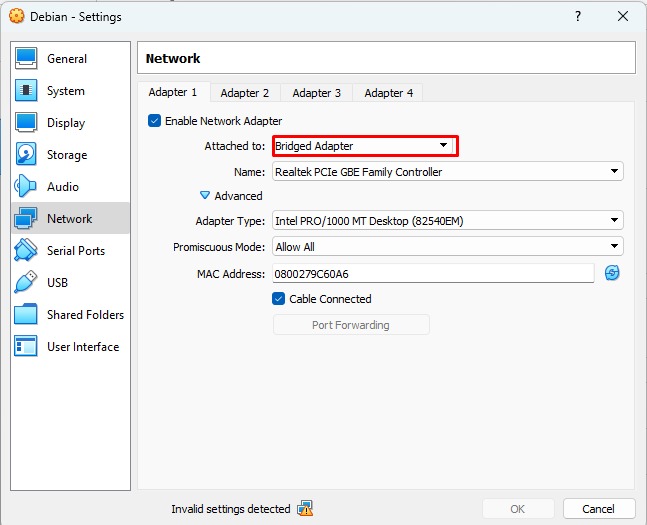 Debian - Settings
?
General
System
Display
Storage
Audio
Network
Serial Ports
USB
Shared Folders
User Interface
Network
Adapter 1 Adapter 2 Adapter 3 Adapter 4
Enable Network Adapter
Attached to: Bridged Adapter
Name: Realtek PCIe GBE Family Controller
Advanced
Adapter Type: Intel PRO/1000 MT Desktop (82540EM)
Promiscuous Mode: Allow All
MAC Address: 0800279C60A6
Cable Connected
Port Forwarding
Invalid settings detected
OK Cancel